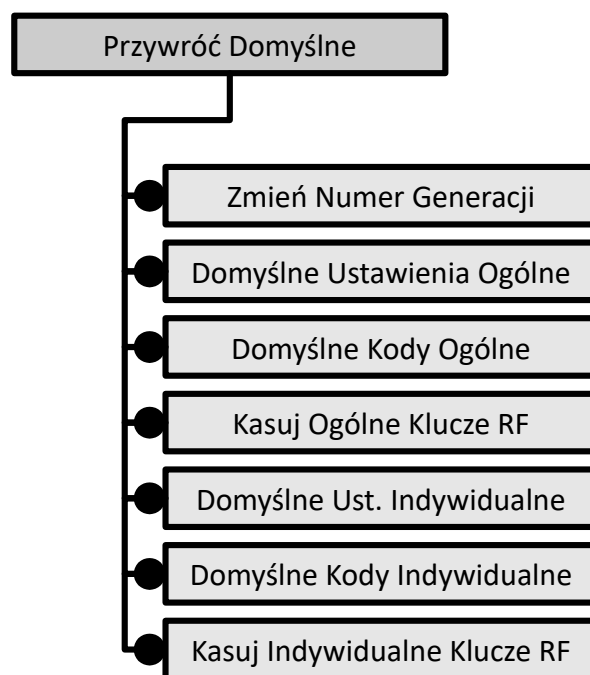 Przywróć Domyślne
Zmień Numer Generacji
Domyślne Ustawienia Ogólne
Domyślne Kody Ogólne
Kasuj Ogólne Klucze RF
Domyślne Ust. Indywidualne
Domyślne Kody Indywidualne
Kasuj Indywidualne Klucze RF